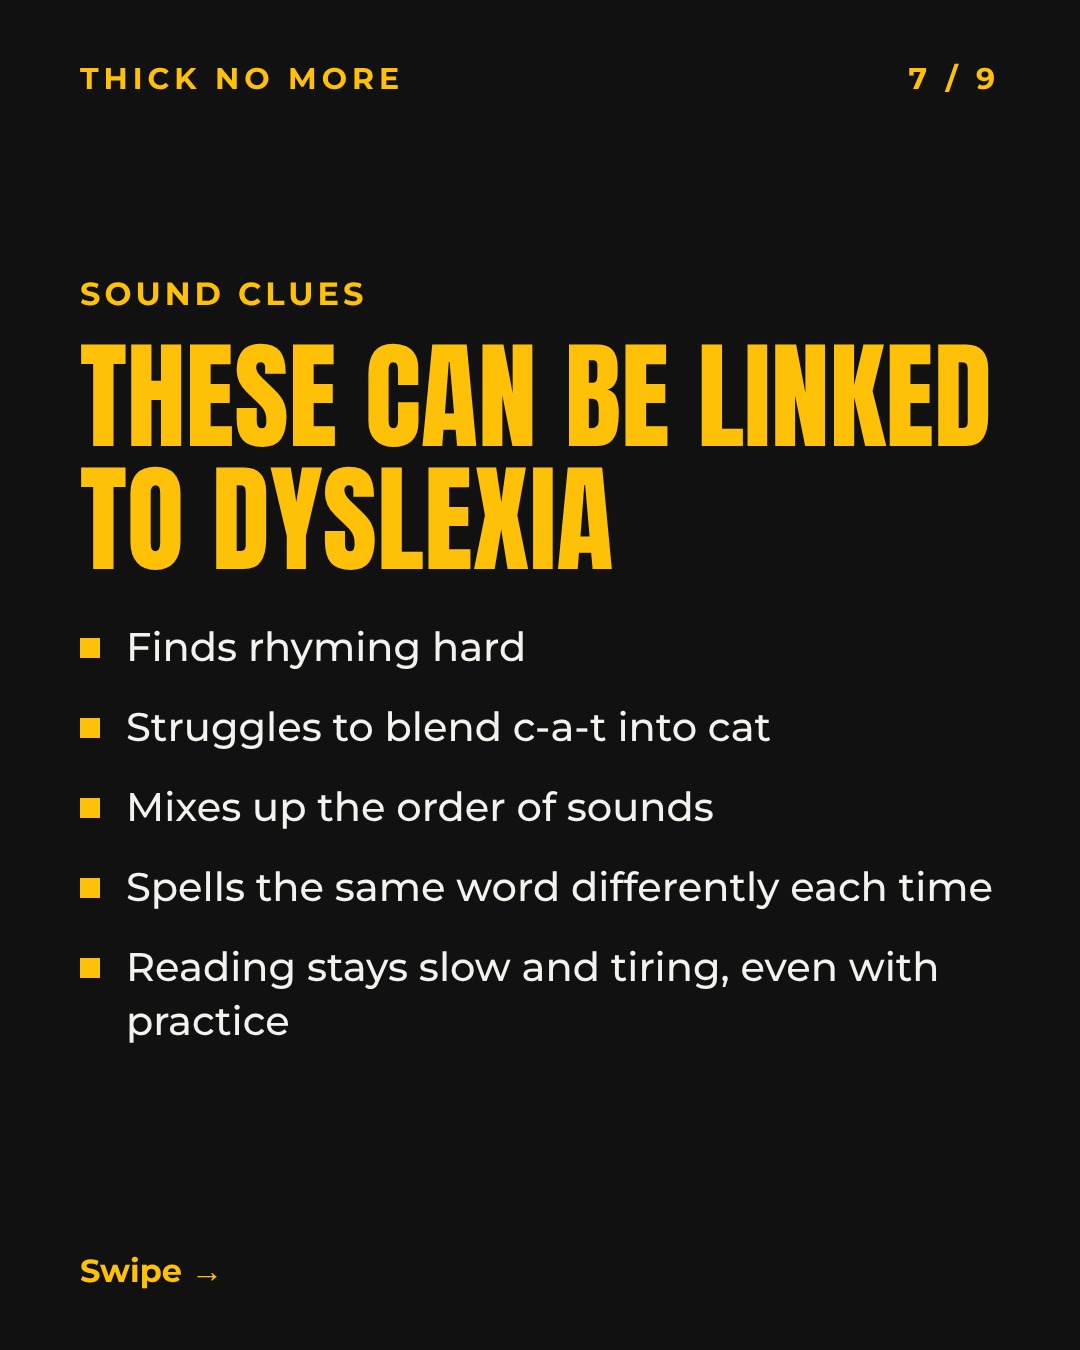 THICK NO MORE
7 / 9
SOUND CLUES
THESE CAN BE LINKED
TO DYSLEXIA
Finds rhyming hard
Struggles to blend c-a-t into cat
Mixes up the order of sounds
Spells the same word differently each time
Reading stays slow and tiring, even with
practice
Swipe →